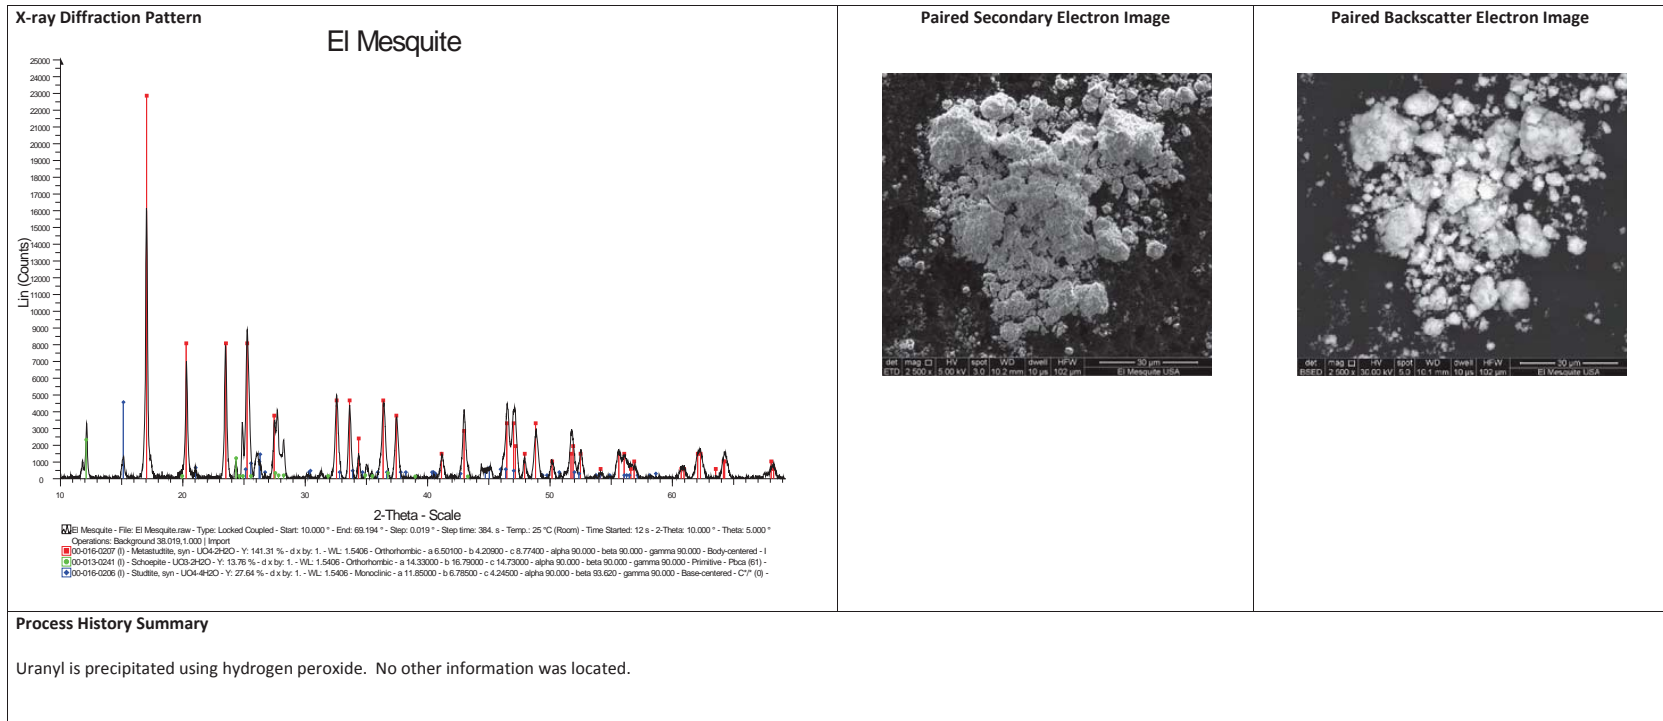 X-ray Diffraction Pattern
Paired Secondary Electron Image
Paired Backscatter Electron Image
El Mesquite
25000
24000
23000
22000
21000
20000
19000
18000
17000
16000
15000
14000
13000
12000
11000
10000
9000
8000
7000
6000
5000
4000
3000
2000
1000
0
Lin (Counts)
10 20 30 40 50 60
2-Theta - Scale
El Mesquite - File: El Mesquite.raw - Type: Locked Coupled - Start: 10.000 ° - End: 69.194 ° - Step: 0.019 ° - Step time: 384. s - Temp.: 25 °C (Room) - Time Started: 12 s - 2-Theta: 10.000 ° - Theta: 5.000 °
Operations: Background 38.019,1.000 | Import
00-016-0207 (I) - Metastudtite, syn - UO4·2H2O - Y: 141.31 % - d x by: 1. - WL: 1.5406 - Orthorhombic - a 6.50100 - b 4.20900 - c 8.77400 - alpha 90.000 - beta 90.000 - gamma 90.000 - Body-centered - I
00-013-0241 (I) - Schoepite - UO3·2H2O - Y: 13.76 % - d x by: 1. - WL: 1.5406 - Orthorhombic - a 14.33000 - b 16.79000 - c 14.73000 - alpha 90.000 - beta 90.000 - gamma 90.000 - Primitive - Pbca (61) -
00-016-0206 (I) - Studtite, syn - UO4·4H2O - Y: 27.64 % - d x by: 1. - WL: 1.5406 - Monoclinic - a 11.85000 - b 6.78500 - c 4.24500 - alpha 90.000 - beta 93.620 - gamma 90.000 - Base-centered - C*/* (0) -
det mag HV spot WD dwell HFW 30 µm
ETD 2 500 x 5.00 kV 3.0 10.2 mm 10 µs 102 µm El Mesquite USA
det mag HV spot WD dwell HFW 30 µm
BSED 2 500 x 30.00 kV 5.0 10.1 mm 10 µs 102 µm El Mesquite USA
Process History Summary
Uranyl is precipitated using hydrogen peroxide. No other information was located.